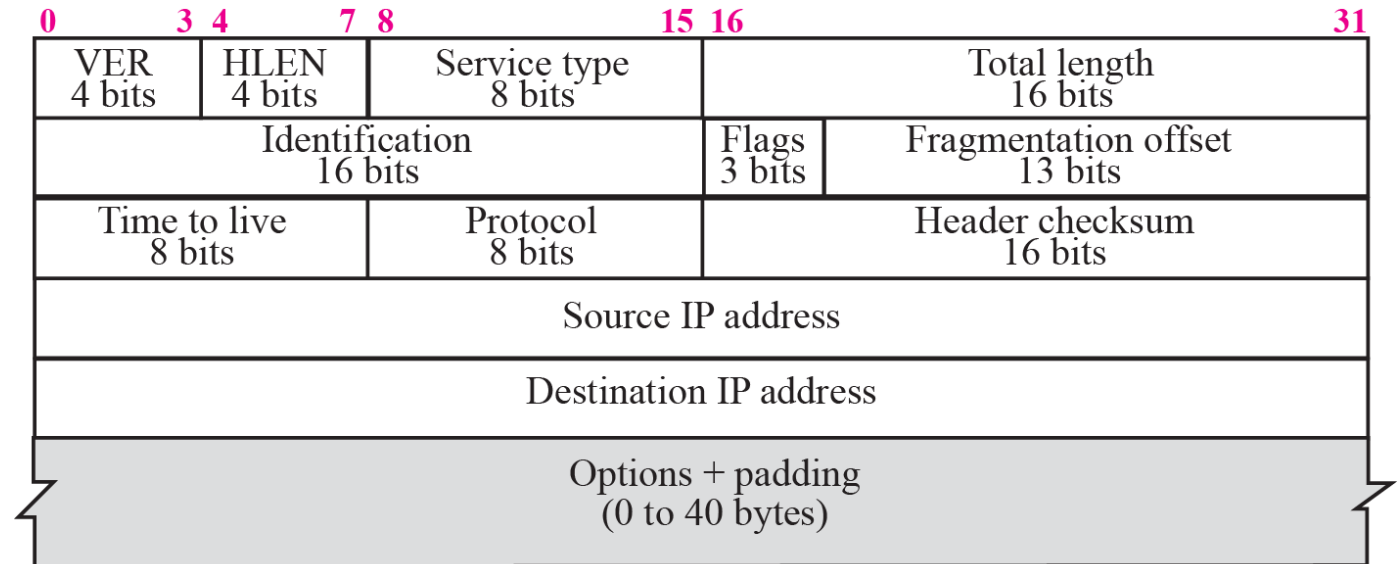 0 3 4 7 8 15 16 31
VER HLEN Service type Total length
4 bits 4 bits 8 bits 16 bits
Identification Flags Fragmentation offset
16 bits 3 bits 13 bits
Time to live Protocol Header checksum
8 bits 8 bits 16 bits
Source IP address
Destination IP address
Options + padding
(0 to 40 bytes)